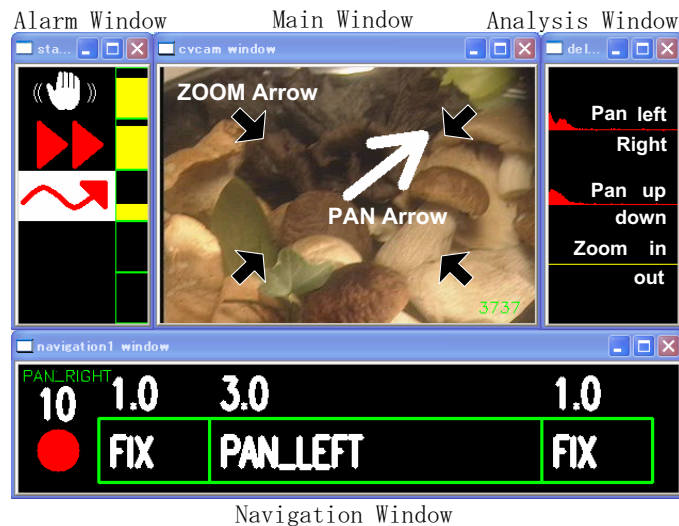 Alarm Window
Main Window
Analysis Window
sta...
cvcam window
del...
ZOOM Arrow
PAN Arrow
3737
Pan left
Right
Pan up
down
Zoom in
out
navigation1 window
PAN_RIGHT
10
1.0
3.0
1.0
FIX
PAN_LEFT
FIX
Navigation Window